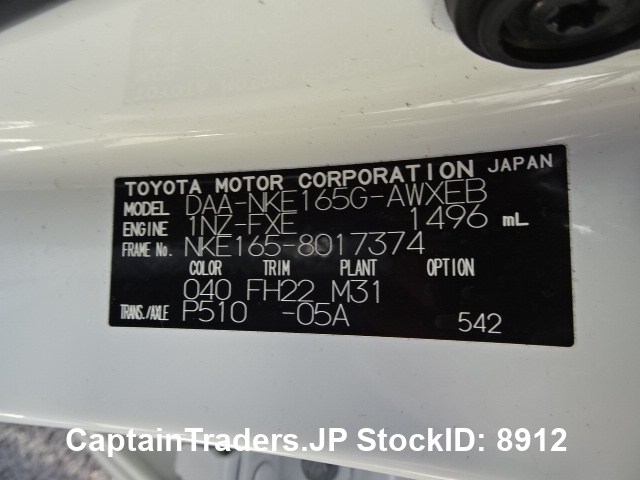 TOYOTA MOTOR CORPORATION JAPAN
MODEL DAA-NKE165G-AWXEB
ENGINE 1NZ-FXE 1496 mL
FRAME No. NKE165-8017374
COLOR TRIM PLANT OPTION
040 FH22 M31
TRANS./AXLE P510 -05A 542
CaptainTraders.JP StockID: 8912